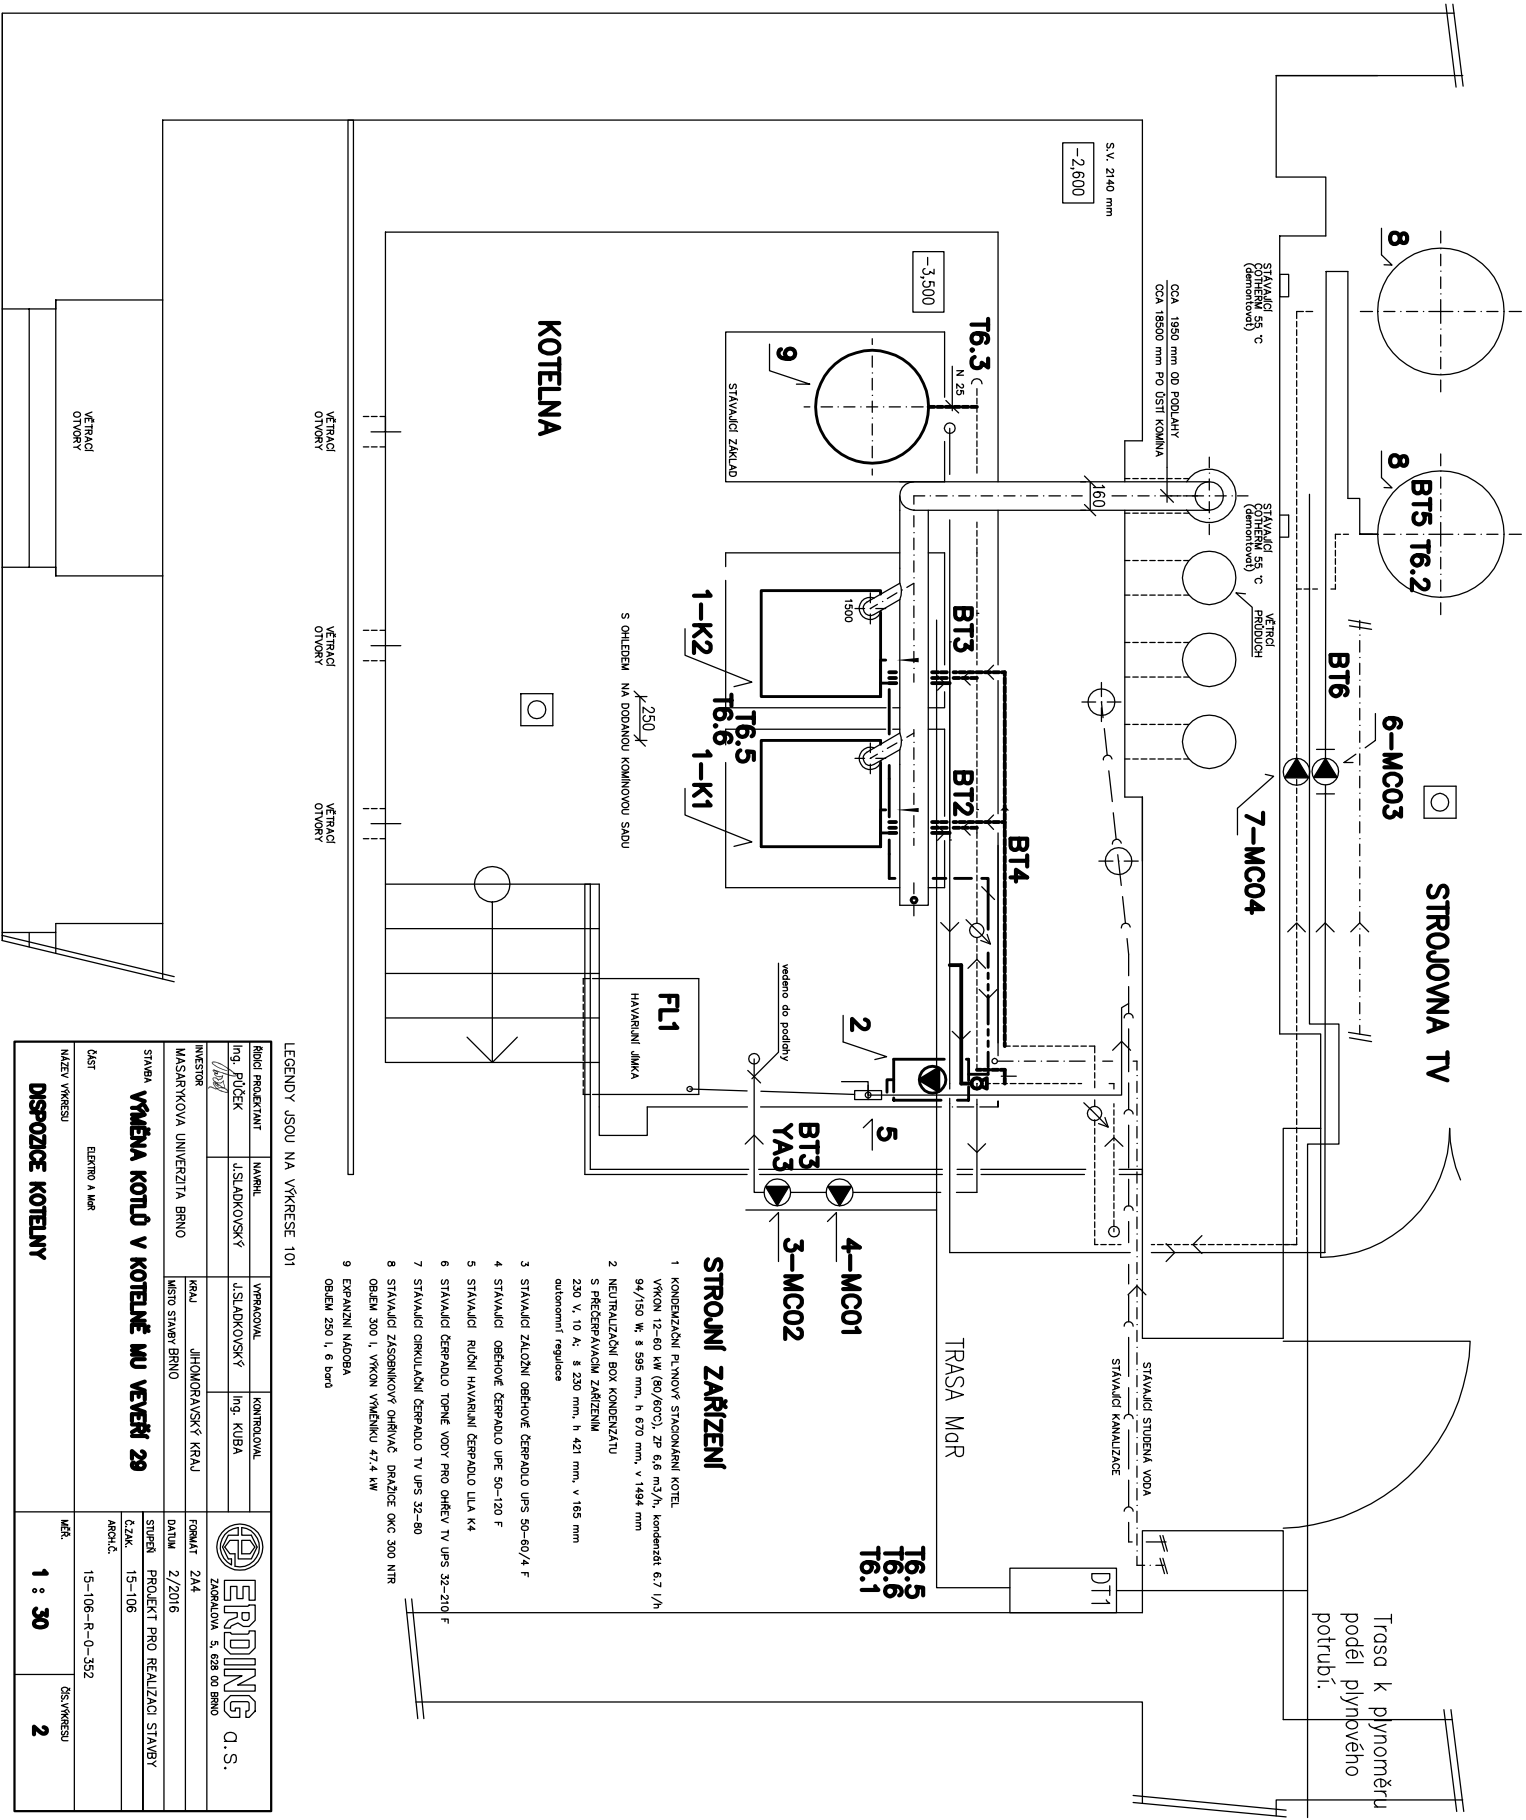 STROJOVNA TV
Trasa k plynoměru
podél plynového
potrubí.
8
8
BT5 T6.2
BT6
6-MC03
7-MC04
STÁVAJÍCÍ
COTHERM 55 °C
(demontovat)
STÁVAJÍCÍ
COTHERM 55 °C
(demontovat)
VĚTRCÍ
PRŮDUCH
CCA 1950 mm OD PODLAHY
CCA 18500 mm PO ÚSTÍ KOMÍNA
S.V. 2140 mm
-2,600
160
STÁVAJÍCÍ STUDENÁ VODA
STÁVAJÍCÍ KANALIZACE
DT1
TRASA MaR
-3,500
T6.3
N 25
BT3
BT2
BT4
T6.5
T6.6
T6.1
9
STÁVAJÍCÍ ZÁKLAD
1500
2
5
4-MC01
BT3
YA3
3-MC02
vedeno do podlahy
1-K2
T6.5
T6.6
1-K1
250
S OHLEDEM NA DODANOU KOMÍNOVOU SADU
FL1
HAVARIJNÍ JÍMKA
KOTELNA
VĚTRACÍ
OTVORY
VĚTRACÍ
OTVORY
VĚTRACÍ
OTVORY
VĚTRACÍ
OTVORY
STROJNÍ ZAŘÍZENÍ
1 KONDEMZAČNÍ PLYNOVÝ STACIONÁRNÍ KOTEL
VÝKON 12-60 kW (80/60°C), ZP 6,6 m3/h, kondenzát 6.7 l/h
94/150 W; š 595 mm, h 670 mm, v 1494 mm
2 NEUTRALIZAČNÍ BOX KONDENZÁTU
S PŘEČERPÁVACÍM ZAŘÍZENÍM
230 V, 10 A; š 230 mm, h 421 mm, v 165 mm
autonomní regulace
3 STÁVAJÍCÍ ZÁLOŽNÍ OBĚHOVÉ ČERPADLO UPS 50-60/4 F
4 STÁVAJÍCÍ OBĚHOVÉ ČERPADLO UPE 50-120 F
5 STÁVAJÍCÍ RUČNÍ HAVARIJNÍ ČERPADLO LILA K4
6 STÁVAJÍCÍ ČERPADLO TOPNÉ VODY PRO OHŘEV TV UPS 32-210 F
7 STÁVAJÍCÍ CIRKULAČNÍ ČERPADLO TV UPS 32-80
8 STÁVAJÍCÍ ZÁSOBNÍKOVÝ OHŘÍVAČ DRAŽICE OKC 300 NTR
OBJEM 300 l, VÝKON VÝMĚNÍKU 47.4 kW
9 EXPANZNÍ NÁDOBA
OBJEM 250 l, 6 barů
LEGENDY JSOU NA VÝKRESE 101
ŘÍDÍCÍ PROJEKTANT NAVRHL VYPRACOVAL KONTROLOVAL
Ing. PŮČEK J.SLADKOVSKÝ J.SLADKOVSKÝ Ing. KUBA
ERDING a.s.
ZÁORALOVA 5, 628 00 BRNO
INVESTOR
MASARYKOVA UNIVERZITA BRNO
KRAJ JIHOMORAVSKÝ KRAJ
MÍSTO STAVBY BRNO
FORMÁT 2A4
DATUM 2/2016
STAVBA
VÝMĚNA KOTLŮ V KOTELNĚ MU VEVEŘÍ 29
STUPEŇ PROJEKT PRO REALIZACI STAVBY
Č.ZAK. 15-106
ČÁST ELEKTRO A MaR
ARCH.Č. 15-106-R-0-352
NÁZEV VÝKRESU
DISPOZICE KOTELNY
MĚŘ. 1 : 30
ČÍS.VÝKRESU 2